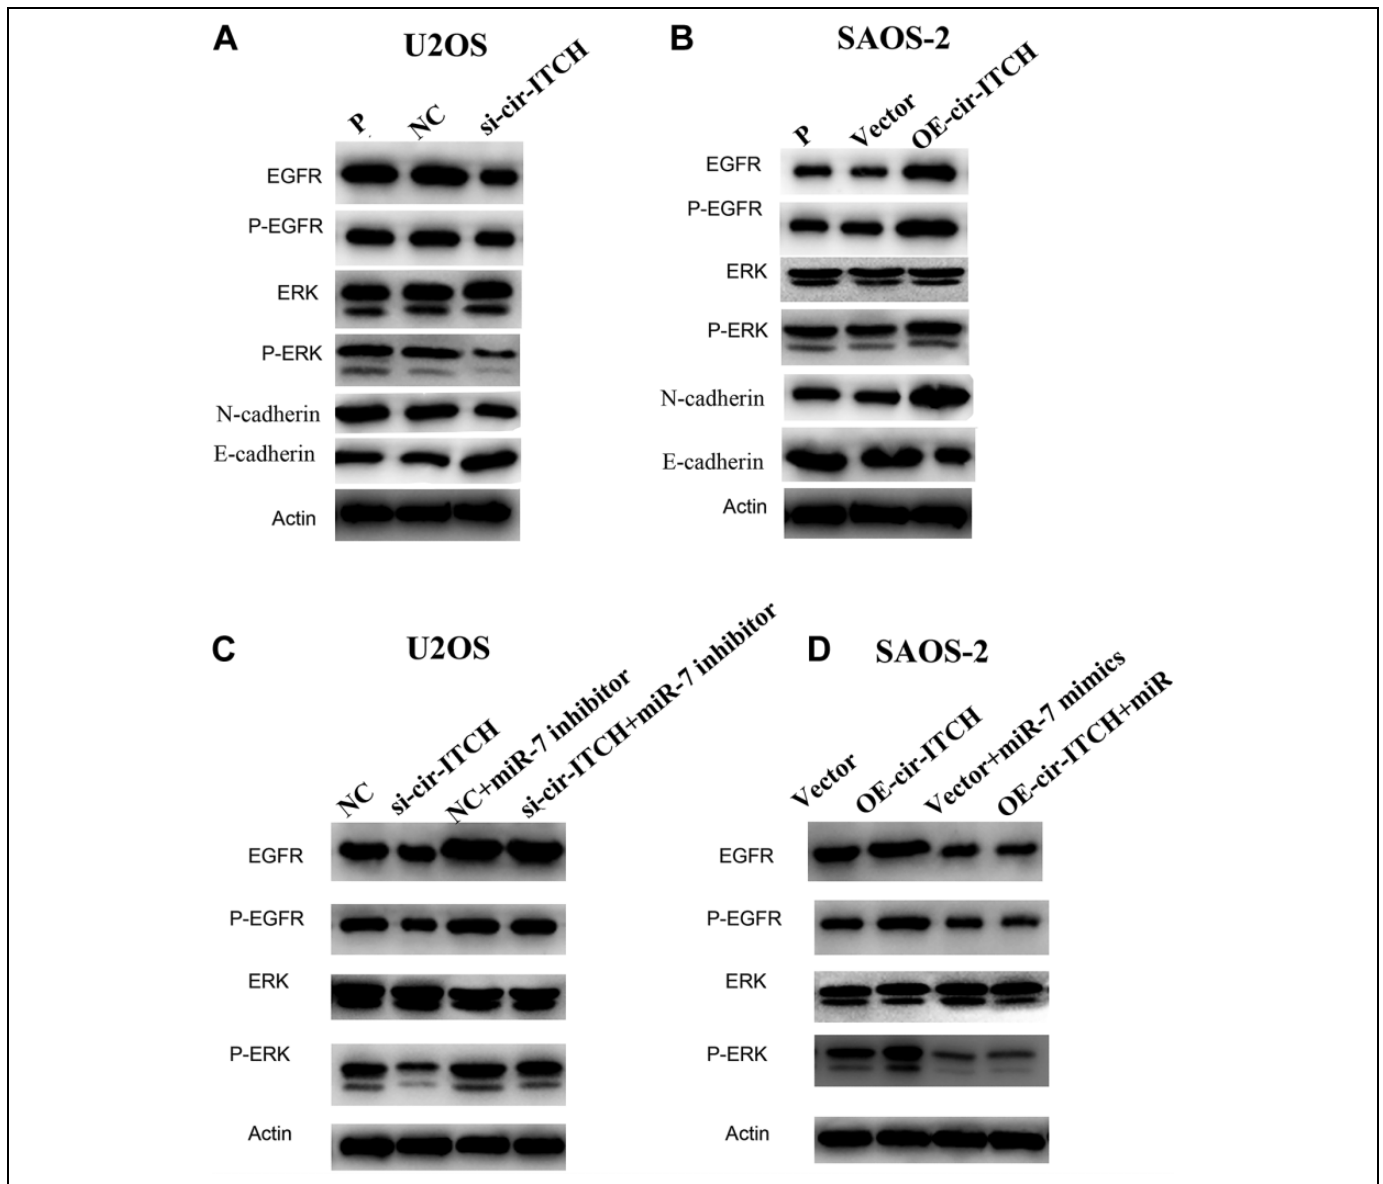 A
U2OS
P
NC
si-cir-ITCH
EGFR
P-EGFR
ERK
P-ERK
N-cadherin
E-cadherin
Actin
B
SAOS-2
P
Vector
OE-cir-ITCH
EGFR
P-EGFR
ERK
P-ERK
N-cadherin
E-cadherin
Actin
C
U2OS
NC
si-cir-ITCH
NC+miR-7 inhibitor
si-cir-ITCH+miR-7 inhibitor
EGFR
P-EGFR
ERK
P-ERK
Actin
D
SAOS-2
Vector
OE-cir-ITCH
Vector+miR-7 mimics
OE-cir-ITCH+miR
EGFR
P-EGFR
ERK
P-ERK
Actin